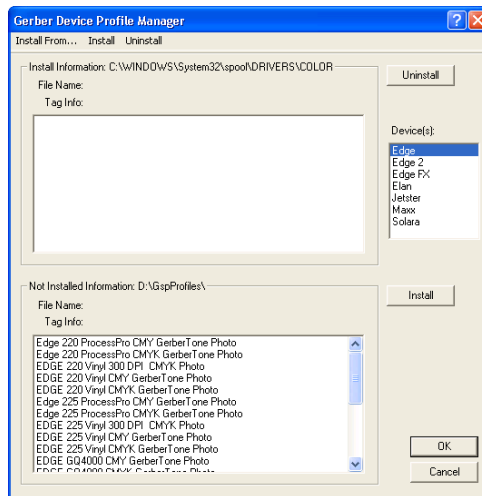 Gerber Device Profile Manager
Install From... Install Uninstall
Install Information: C:\WINDOWS\System32\spool\DRIVERS\COLOR
File Name:
Tag Info:
Uninstall
Device(s):
Edge
Edge 2
Edge FX
Elan
Jetster
Maxx
Solara
Not Installed Information: D:\GspProfiles\
File Name:
Tag Info:
Install
Edge 220 ProcessPro CMY GerberTone Photo
Edge 220 ProcessPro CMYK GerberTone Photo
EDGE 220 Vinyl 300 DPI  CMYK Photo
EDGE 220 Vinyl CMY GerberTone Photo
EDGE 220 Vinyl CMYK GerberTone Photo
Edge 225 ProcessPro CMY GerberTone Photo
Edge 225 ProcessPro CMYK GerberTone Photo
EDGE 225 Vinyl 300 DPI  CMYK Photo
EDGE 225 Vinyl CMY GerberTone Photo
EDGE 225 Vinyl CMYK GerberTone Photo
EDGE GQ4000 CMY GerberTone Photo
EDGE GQ4000 CMYK GerberTone Photo
OK
Cancel